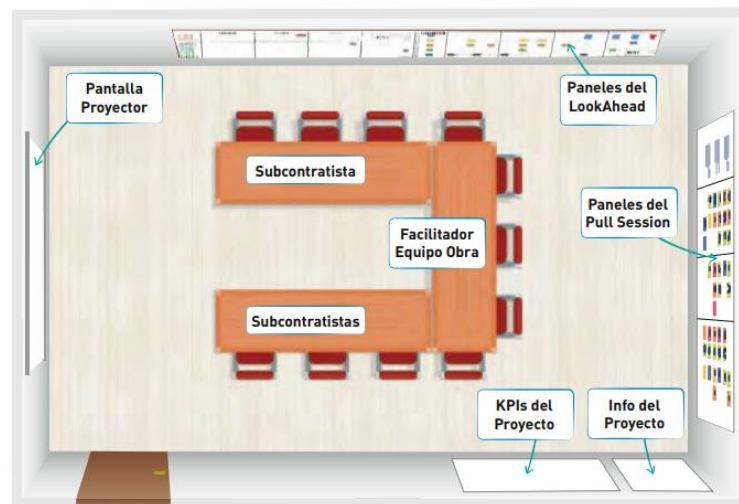 Pantalla
Proyector
Paneles del
LookAhead
Subcontratista
Paneles del
Pull Session
Facilitador
Equipo Obra
Subcontratistas
KPIs del
Proyecto
Info del
Proyecto